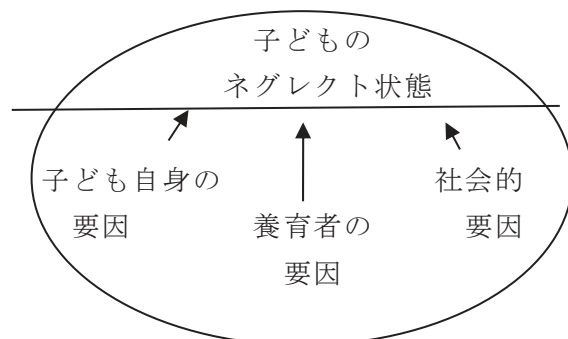 子どもの
ネグレクト状態
子ども自身の
要因
養育者の
要因
社会的
要因